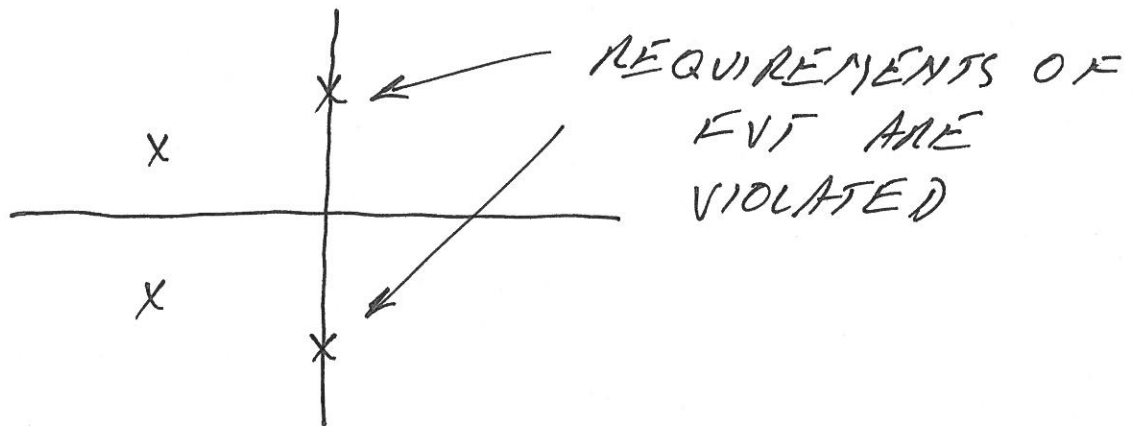 REQUIREMENTS OF
FVT ARE
VIOLATED
X
X
X
X